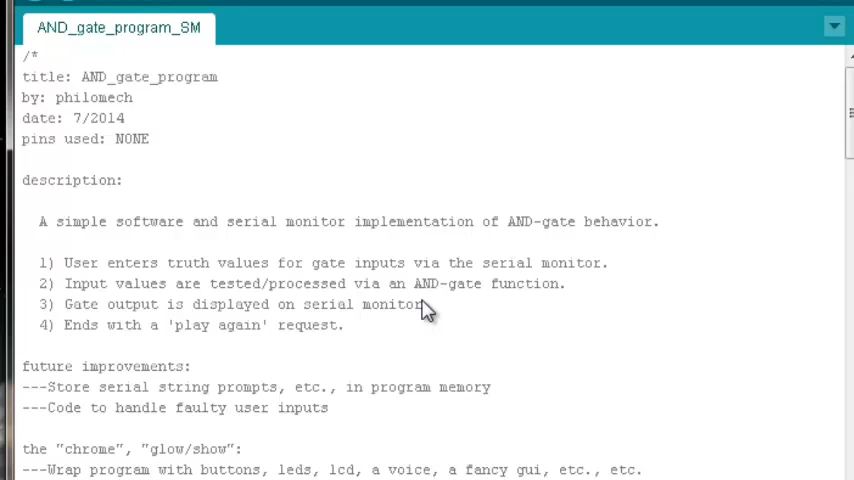 AND_gate_program_SM
/*
title: AND_gate_program
by: philomech
date: 7/2014
pins used: NONE
description:
A simple software and serial monitor implementation of AND-gate behavior.
1) User enters truth values for gate inputs via the serial monitor.
2) Input values are tested/processed via an AND-gate function.
3) Gate output is displayed on serial monitor
4) Ends with a 'play again' request.
future improvements:
---Store serial string prompts, etc., in program memory
---Code to handle faulty user inputs
the "chrome", "glow/show":
---Wrap program with buttons, leds, lcd, a voice, a fancy gui, etc., etc.